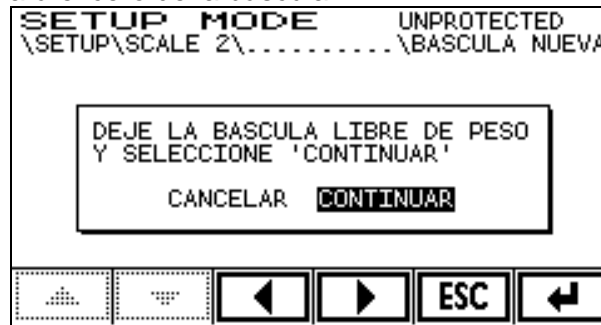 SETUP MODE UNPROTECTED
\SETUP\SCALE 2\..........\BASCULA NUEVA
DEJE LA BASCULA LIBRE DE PESO
Y SELECCIONE 'CONTINUAR'
CANCELAR CONTINUAR
ESC